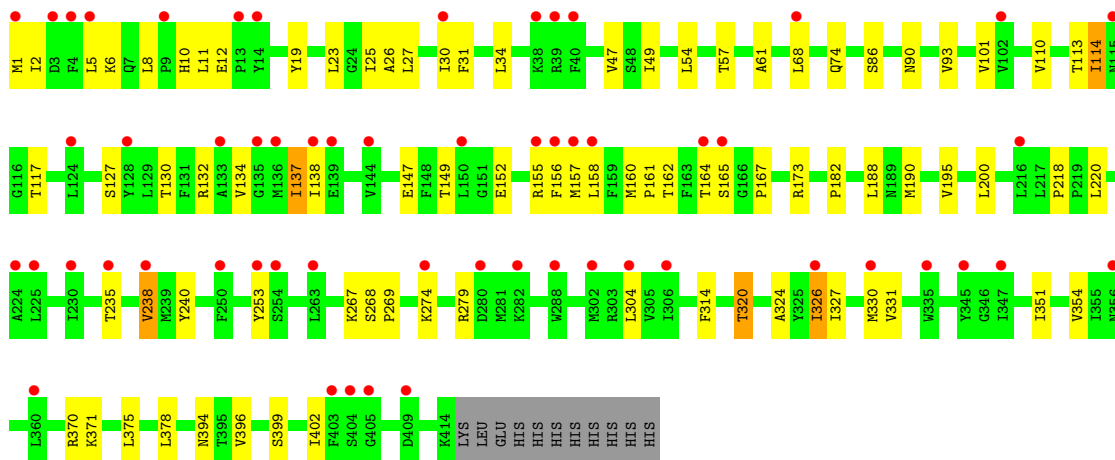 M1 I2 D3 F4 L5 K6 Q7 L8 P9 H10 L11 E12 P13 Y14 Y19 L23 G24 I25 A26 L27 I30 F31 L34 K38 R39 F40 V47 S48 I49 L54 T57 A61 L68 Q74 S86 N90 V93 V101 V102 V110 T113 I114 N115
G116 T117 L124 S127 Y128 L129 T130 F131 R132 A133 V134 G135 M136 I137 I138 E139 V144 E147 F148 T149 L150 G151 E152 R155 F156 M157 L158 F159 M160 P161 T162 F163 T164 S165 G166 P167 R173 P182 L188 N189 M190 V195 L200 L216 L217 P218 P219 L220
A224 L225 I230 T235 V238 M239 Y240 F250 Y253 S254 L263 K267 S268 P269 K274 R279 D280 M281 K282 W288 M302 R303 L304 V305 I306 F314 T320 A324 Y325 I326 I327 M330 V331 W335 Y345 G346 I347 I351 V354 I355 N356
L360 R370 K371 L375 L378 N394 T395 V396 S399 I402 F403 S404 G405 D409 K414 LYS LEU GLU HIS HIS HIS HIS HIS HIS HIS HIS